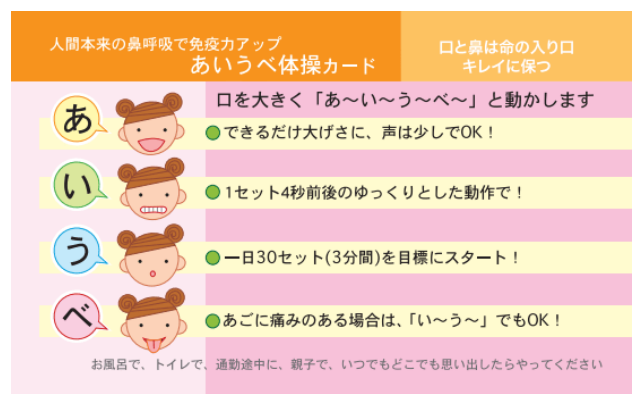 人間本来の鼻呼吸で免疫力アップ
あいうべ体操カード
口と鼻は命の入り口
キレイに保つ
口を大きく「あ〜い〜う〜べ〜」と動かします
あ
できるだけ大げさに、声は少しでOK！
い
1セット4秒前後のゆっくりとした動作で！
う
一日30セット(3分間)を目標にスタート！
べ
あごに痛みのある場合は、「い〜う〜」でもOK！
お風呂で、トイレで、通勤途中に、親子で、いつでもどこでも思い出したらやってください